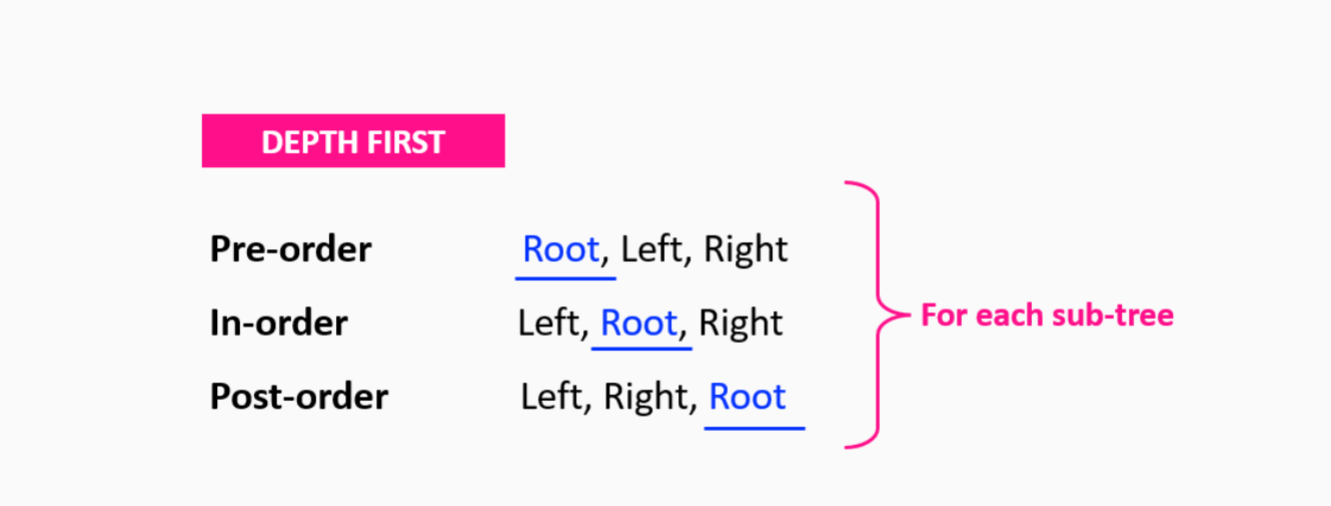 DEPTH FIRST
Pre-order Root, Left, Right
In-order Left, Root, Right
Post-order Left, Right, Root
For each sub-tree